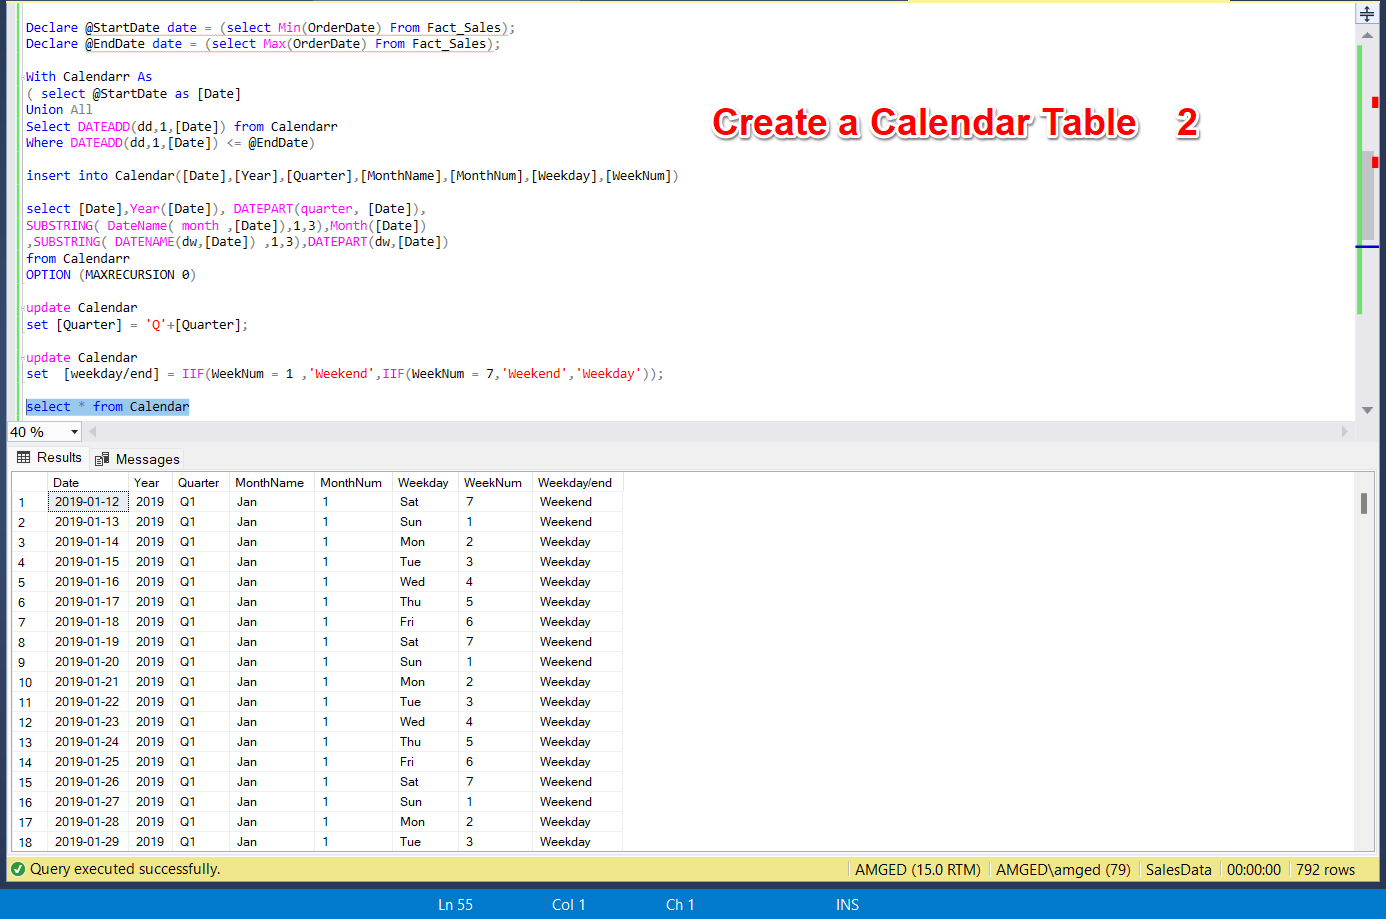 Declare @StartDate date = (select Min(OrderDate) From Fact_Sales);
Declare @EndDate date = (select Max(OrderDate) From Fact_Sales);
With Calendarr As
( select @StartDate as [Date]
Union All
Select DATEADD(dd,1,[Date]) from Calendarr
Where DATEADD(dd,1,[Date]) <= @EndDate)
Create a Calendar Table 2
insert into Calendar([Date],[Year],[Quarter],[MonthName],[MonthNum],[Weekday],[WeekNum])
select [Date],Year([Date]), DATEPART(quarter, [Date]),
SUBSTRING( DateName( month ,[Date]),1,3),Month([Date])
,SUBSTRING( DATENAME(dw,[Date]) ,1,3),DATEPART(dw,[Date])
from Calendarr
OPTION (MAXRECURSION 0)
update Calendar
set [Quarter] = 'Q'+[Quarter];
update Calendar
set [weekday/end] = IIF(WeekNum = 1 ,'Weekend',IIF(WeekNum = 7,'Weekend','Weekday'));
select * from Calendar
40 %
Results Messages
Date Year Quarter MonthName MonthNum Weekday WeekNum Weekday/end
1 2019-01-12 2019 Q1 Jan 1 Sat 7 Weekend
2 2019-01-13 2019 Q1 Jan 1 Sun 1 Weekend
3 2019-01-14 2019 Q1 Jan 1 Mon 2 Weekday
4 2019-01-15 2019 Q1 Jan 1 Tue 3 Weekday
5 2019-01-16 2019 Q1 Jan 1 Wed 4 Weekday
6 2019-01-17 2019 Q1 Jan 1 Thu 5 Weekday
7 2019-01-18 2019 Q1 Jan 1 Fri 6 Weekday
8 2019-01-19 2019 Q1 Jan 1 Sat 7 Weekend
9 2019-01-20 2019 Q1 Jan 1 Sun 1 Weekend
10 2019-01-21 2019 Q1 Jan 1 Mon 2 Weekday
11 2019-01-22 2019 Q1 Jan 1 Tue 3 Weekday
12 2019-01-23 2019 Q1 Jan 1 Wed 4 Weekday
13 2019-01-24 2019 Q1 Jan 1 Thu 5 Weekday
14 2019-01-25 2019 Q1 Jan 1 Fri 6 Weekday
15 2019-01-26 2019 Q1 Jan 1 Sat 7 Weekend
16 2019-01-27 2019 Q1 Jan 1 Sun 1 Weekend
17 2019-01-28 2019 Q1 Jan 1 Mon 2 Weekday
18 2019-01-29 2019 Q1 Jan 1 Tue 3 Weekday
Query executed successfully. AMGED (15.0 RTM) AMGED\amged (79) SalesData 00:00:00 792 rows
Ln 55 Col 1 Ch 1 INS